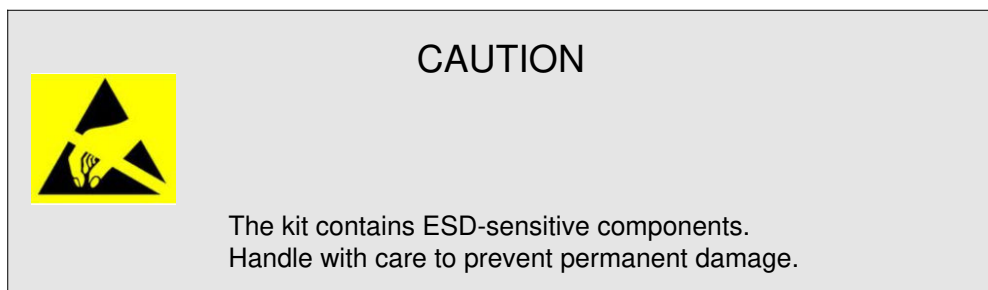 CAUTION
The kit contains ESD-sensitive components.
Handle with care to prevent permanent damage.